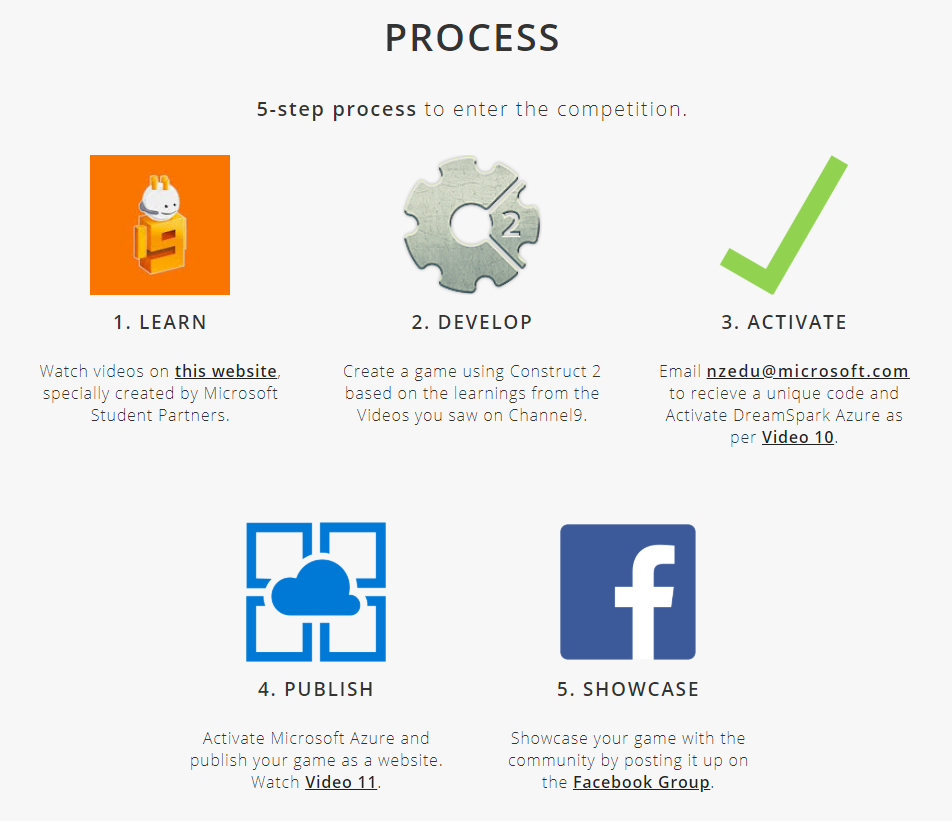 PROCESS
5-step process to enter the competition.
19
2
1. LEARN
2. DEVELOP
3. ACTIVATE
Watch videos on this website,
specially created by Microsoft
Student Partners.
Create a game using Construct 2
based on the learnings from the
Videos you saw on Channel9.
Email nzedu@microsoft.com
to recieve a unique code and
Activate DreamSpark Azure as
per Video 10.
f
4. PUBLISH
5. SHOWCASE
Activate Microsoft Azure and
publish your game as a website.
Watch Video 11.
Showcase your game with the
community by posting it up on
the Facebook Group.